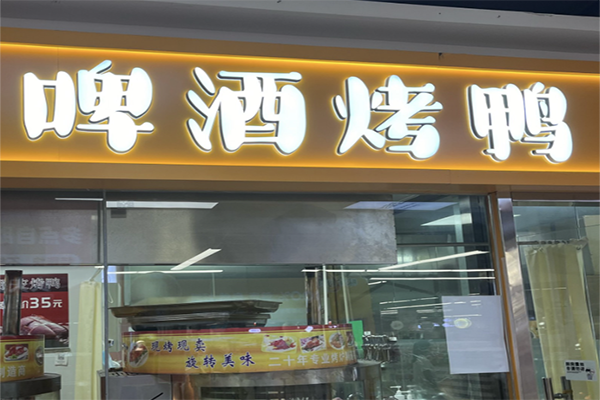 啤酒烤鸭
烤鸭
35元
现烤现卖
旋转美味
二十年专业烤